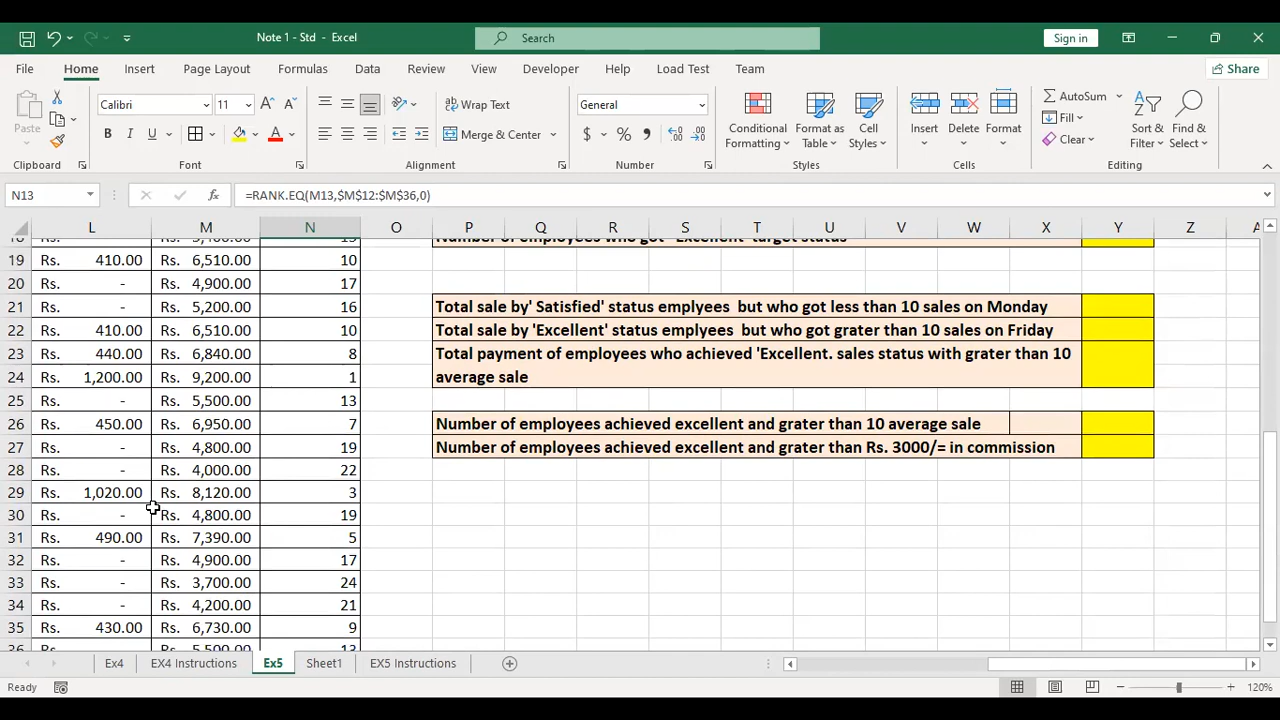 Note 1 - Std - Excel
Search
Sign in
File Home Insert Page Layout Formulas Data Review View Developer Help Load Test Team
Share
Paste
Calibri 11
Wrap Text
General
Merge & Center
Conditional Formatting
Format as Table
Cell Styles
Insert
Delete
Format
AutoSum
Fill
Clear
Sort & Filter
Find & Select
Clipboard Font Alignment Number Styles Cells Editing
N13 fx =RANK.EQ(M13,$M$12:$M$36,0)
L M N O P Q R S T U V W X Y Z
18 Number of employees who got "Excellent" target status
19 Rs. 410.00 Rs. 6,510.00 10
20 Rs. - Rs. 4,900.00 17
21 Rs. - Rs. 5,200.00 16 Total sale by' Satisfied' status emplyees but who got less than 10 sales on Monday
22 Rs. 410.00 Rs. 6,510.00 10 Total sale by 'Excellent' status emplyees but who got grater than 10 sales on Friday
23 Rs. 440.00 Rs. 6,840.00 8 Total payment of employees who achieved 'Excellent. sales status with grater than 10
24 Rs. 1,200.00 Rs. 9,200.00 1 average sale
25 Rs. - Rs. 5,500.00 13
26 Rs. 450.00 Rs. 6,950.00 7 Number of employees achieved excellent and grater than 10 average sale
27 Rs. - Rs. 4,800.00 19 Number of employees achieved excellent and grater than Rs. 3000/= in commission
28 Rs. - Rs. 4,000.00 22
29 Rs. 1,020.00 Rs. 8,120.00 3
30 Rs. - Rs. 4,800.00 19
31 Rs. 490.00 Rs. 7,390.00 5
32 Rs. - Rs. 4,900.00 17
33 Rs. - Rs. 3,700.00 24
34 Rs. - Rs. 4,200.00 21
35 Rs. 430.00 Rs. 6,730.00 9
36 Rs. 5,500.00 13
Ex4 EX4 Instructions Ex5 Sheet1 EX5 Instructions
Ready 120%